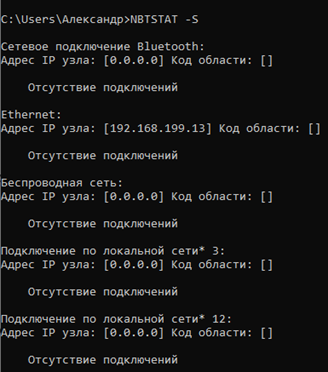 C:\Users\Александр>NBTSTAT -S
Сетевое подключение Bluetooth:
Адрес IP узла: [0.0.0.0] Код области: []
Отсутствие подключений
Ethernet:
Адрес IP узла: [192.168.199.13] Код области: []
Отсутствие подключений
Беспроводная сеть:
Адрес IP узла: [0.0.0.0] Код области: []
Отсутствие подключений
Подключение по локальной сети* 3:
Адрес IP узла: [0.0.0.0] Код области: []
Отсутствие подключений
Подключение по локальной сети* 12:
Адрес IP узла: [0.0.0.0] Код области: []
Отсутствие подключений